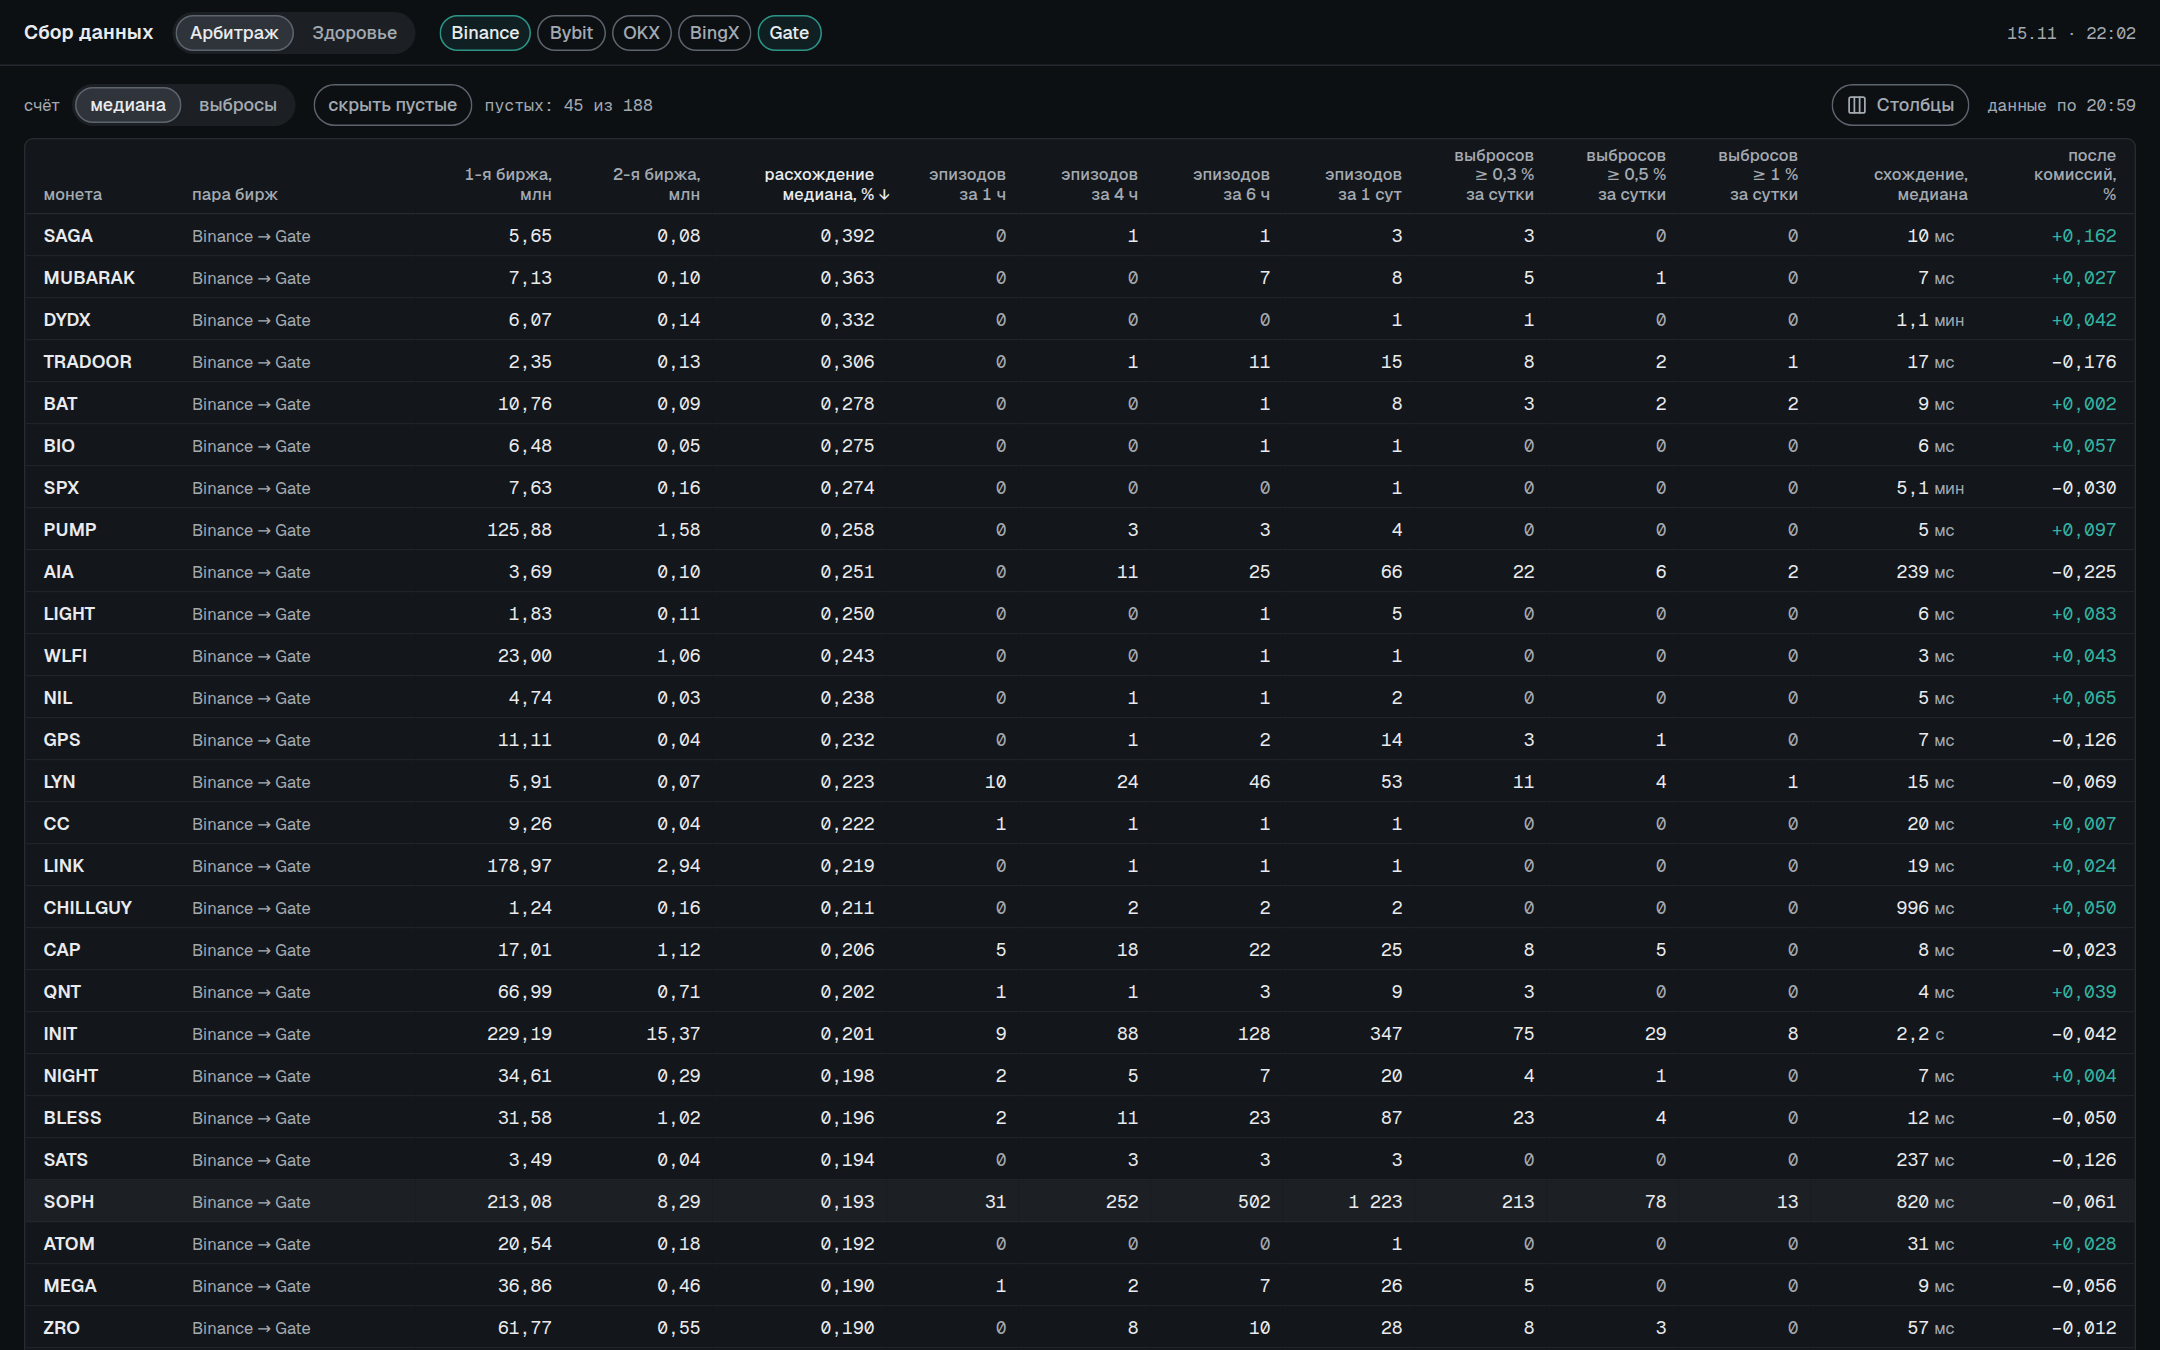 Сбор данных Арбитраж Здоровье Binance Bybit OKX BingX Gate 15.11 · 22:02
счёт медиана выбросы скрыть пустые пустых: 45 из 188 Столбцы данные по 20:59
монета пара бирж 1-я биржа, млн 2-я биржа, млн расхождение медиана, % ↓ эпизодов за 1 ч эпизодов за 4 ч эпизодов за 6 ч эпизодов за 1 сут выбросов ≥ 0,3 % за сутки выбросов ≥ 0,5 % за сутки выбросов ≥ 1 % за сутки схождение, медиана после комиссий, %
SAGA Binance → Gate 5,65 0,08 0,392 0 1 1 3 3 0 0 10 мс +0,162
MUBARAK Binance → Gate 7,13 0,10 0,363 0 0 7 8 5 1 0 7 мс +0,027
DYDX Binance → Gate 6,07 0,14 0,332 0 0 0 1 1 0 0 1,1 мин +0,042
TRADOOR Binance → Gate 2,35 0,13 0,306 0 1 11 15 8 2 1 17 мс −0,176
BAT Binance → Gate 10,76 0,09 0,278 0 0 1 8 3 2 2 9 мс +0,002
BIO Binance → Gate 6,48 0,05 0,275 0 0 1 1 0 0 0 6 мс +0,057
SPX Binance → Gate 7,63 0,16 0,274 0 0 0 1 0 0 0 5,1 мин −0,030
PUMP Binance → Gate 125,88 1,58 0,258 0 3 3 4 0 0 0 5 мс +0,097
AIA Binance → Gate 3,69 0,10 0,251 0 11 25 66 22 6 2 239 мс −0,225
LIGHT Binance → Gate 1,83 0,11 0,250 0 0 1 5 0 0 0 6 мс +0,083
WLFI Binance → Gate 23,00 1,06 0,243 0 0 1 1 0 0 0 3 мс +0,043
NIL Binance → Gate 4,74 0,03 0,238 0 1 1 2 0 0 0 5 мс +0,065
GPS Binance → Gate 11,11 0,04 0,232 0 1 2 14 3 1 0 7 мс −0,126
LYN Binance → Gate 5,91 0,07 0,223 10 24 46 53 11 4 1 15 мс −0,069
CC Binance → Gate 9,26 0,04 0,222 1 1 1 1 0 0 0 20 мс +0,007
LINK Binance → Gate 178,97 2,94 0,219 0 1 1 1 0 0 0 19 мс +0,024
CHILLGUY Binance → Gate 1,24 0,16 0,211 0 2 2 2 0 0 0 996 мс +0,050
CAP Binance → Gate 17,01 1,12 0,206 5 18 22 25 8 5 0 8 мс −0,023
QNT Binance → Gate 66,99 0,71 0,202 1 1 3 9 3 0 0 4 мс +0,039
INIT Binance → Gate 229,19 15,37 0,201 9 88 128 347 75 29 8 2,2 с −0,042
NIGHT Binance → Gate 34,61 0,29 0,198 2 5 7 20 4 1 0 7 мс +0,004
BLESS Binance → Gate 31,58 1,02 0,196 2 11 23 87 23 4 0 12 мс −0,050
SATS Binance → Gate 3,49 0,04 0,194 0 3 3 3 0 0 0 237 мс −0,126
SOPH Binance → Gate 213,08 8,29 0,193 31 252 502 1 223 213 78 13 820 мс −0,061
ATOM Binance → Gate 20,54 0,18 0,192 0 0 0 1 0 0 0 31 мс +0,028
MEGA Binance → Gate 36,86 0,46 0,190 1 2 7 26 5 0 0 9 мс −0,056
ZRO Binance → Gate 61,77 0,55 0,190 0 8 10 28 8 3 0 57 мс −0,012